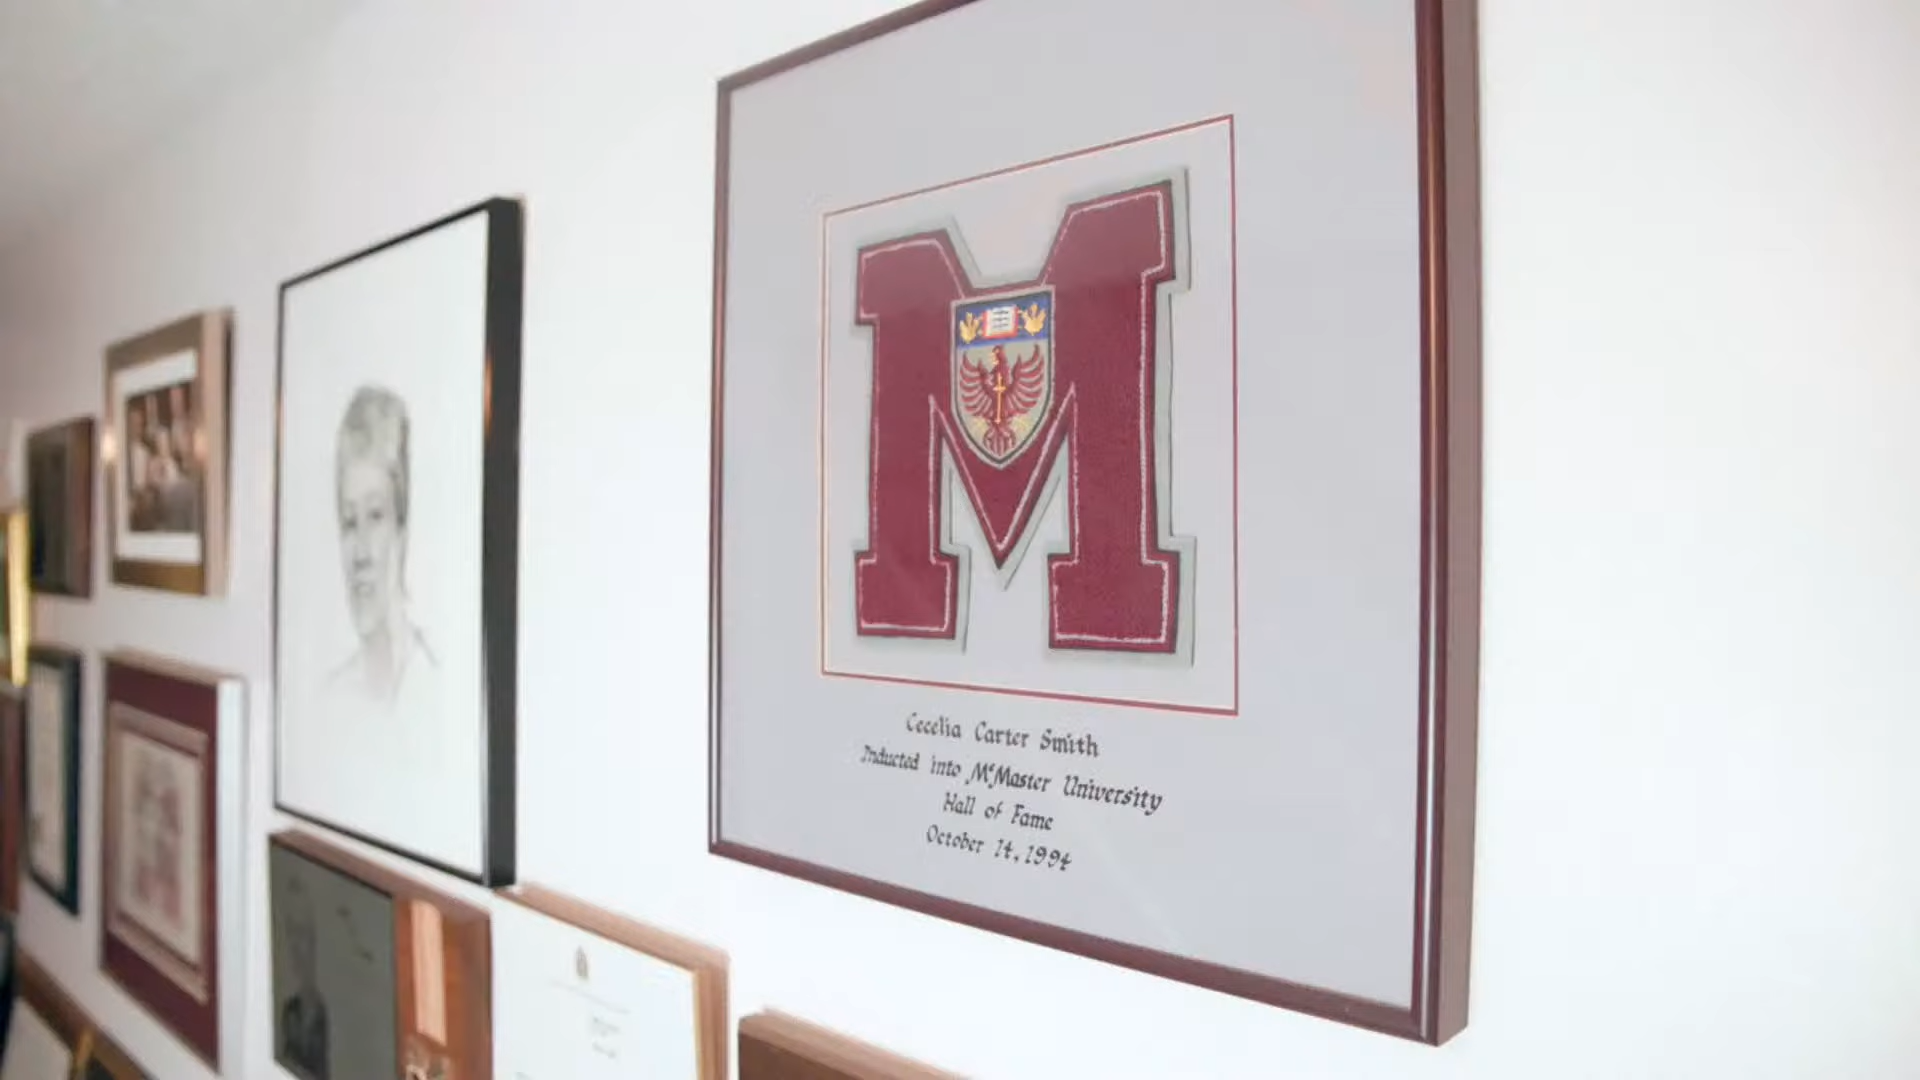 M
Cecelia Carter Smith
Inducted into McMaster University
Hall of Fame
October 14, 1994